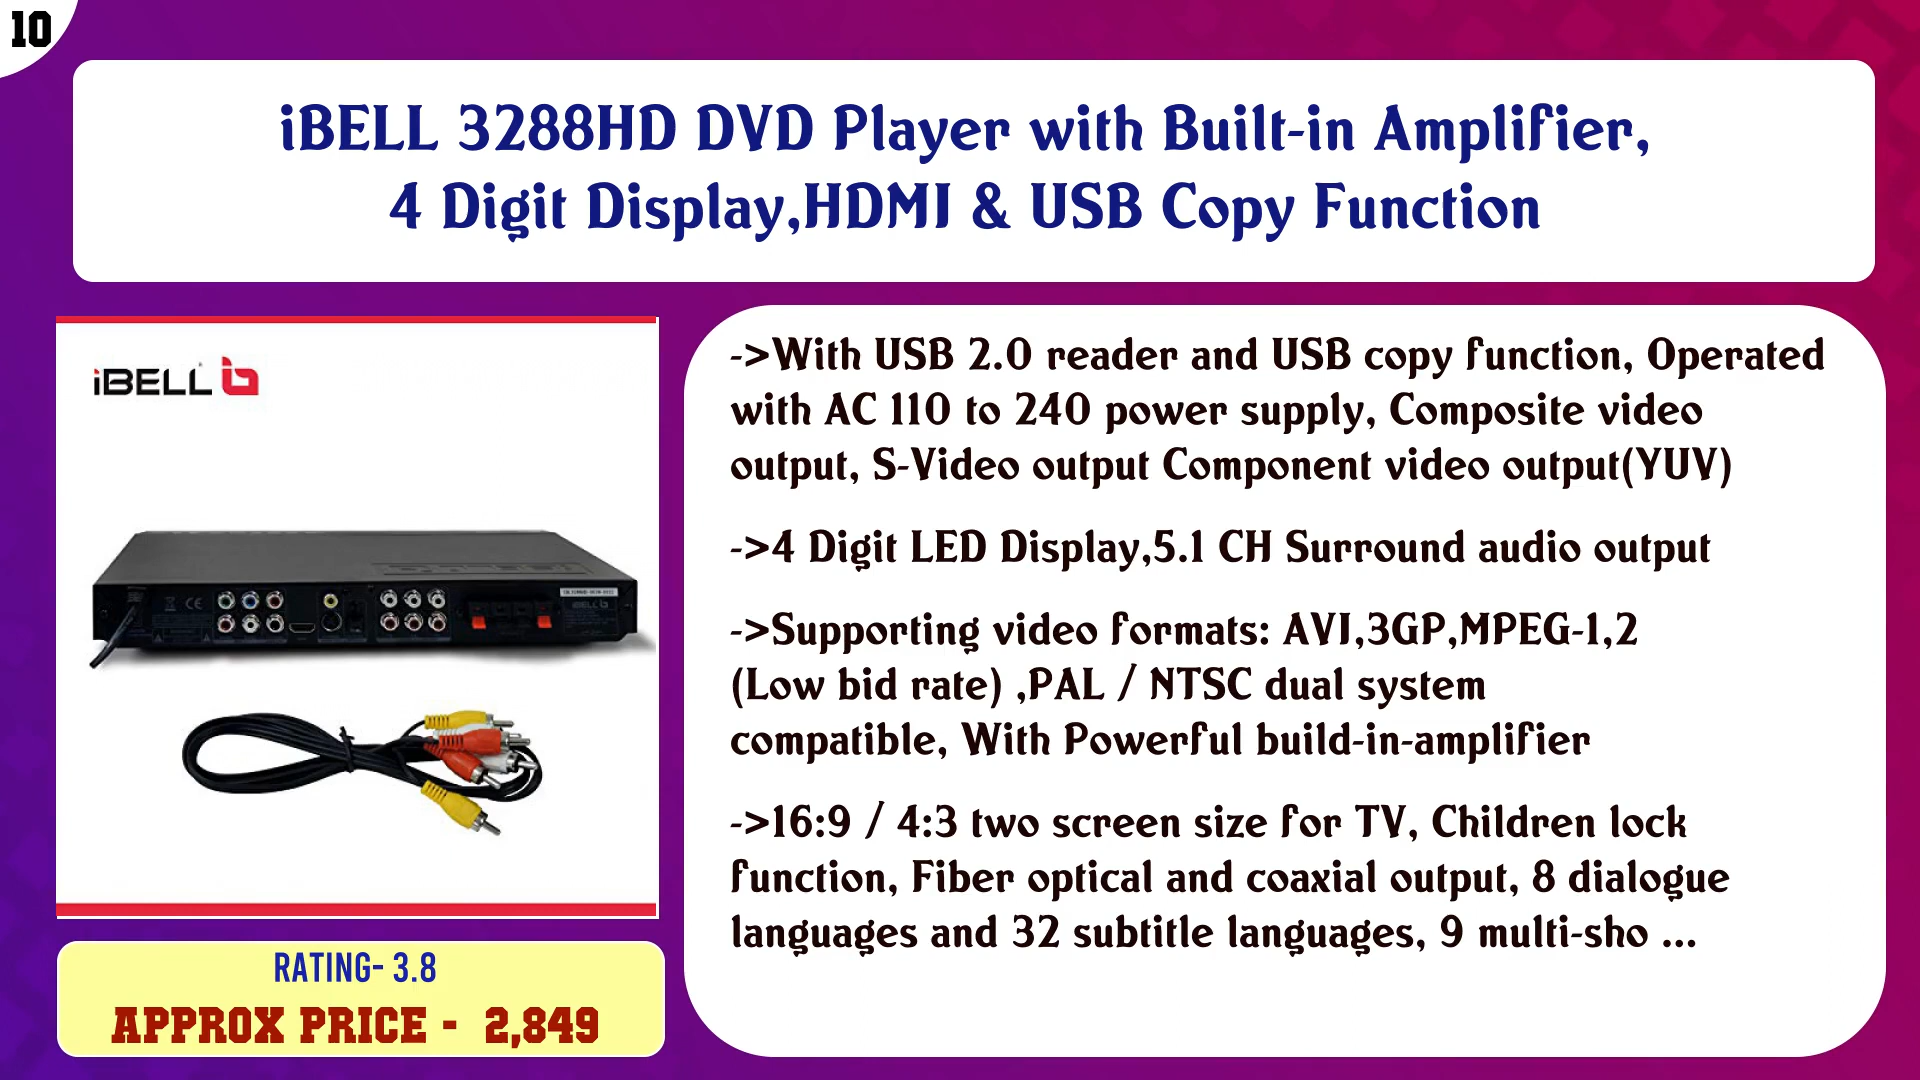 10
iBELL 3288HD DVD Player with Built-in Amplifier,
4 Digit Display,HDMI & USB Copy Function
iBELL
->With USB 2.0 reader and USB copy function, Operated
with AC 110 to 240 power supply, Composite video
output, S-Video output Component video output(YUV)
->4 Digit LED Display,5.1 CH Surround audio output
->Supporting video formats: AVI,3GP,MPEG-1,2
(Low bid rate) ,PAL / NTSC dual system
compatible, With Powerful build-in-amplifier
->16:9 / 4:3 two screen size for TV, Children lock
function, Fiber optical and coaxial output, 8 dialogue
languages and 32 subtitle languages, 9 multi-sho ...
CE
iBELL
RATING- 3.8
APPROX PRICE - 2,849